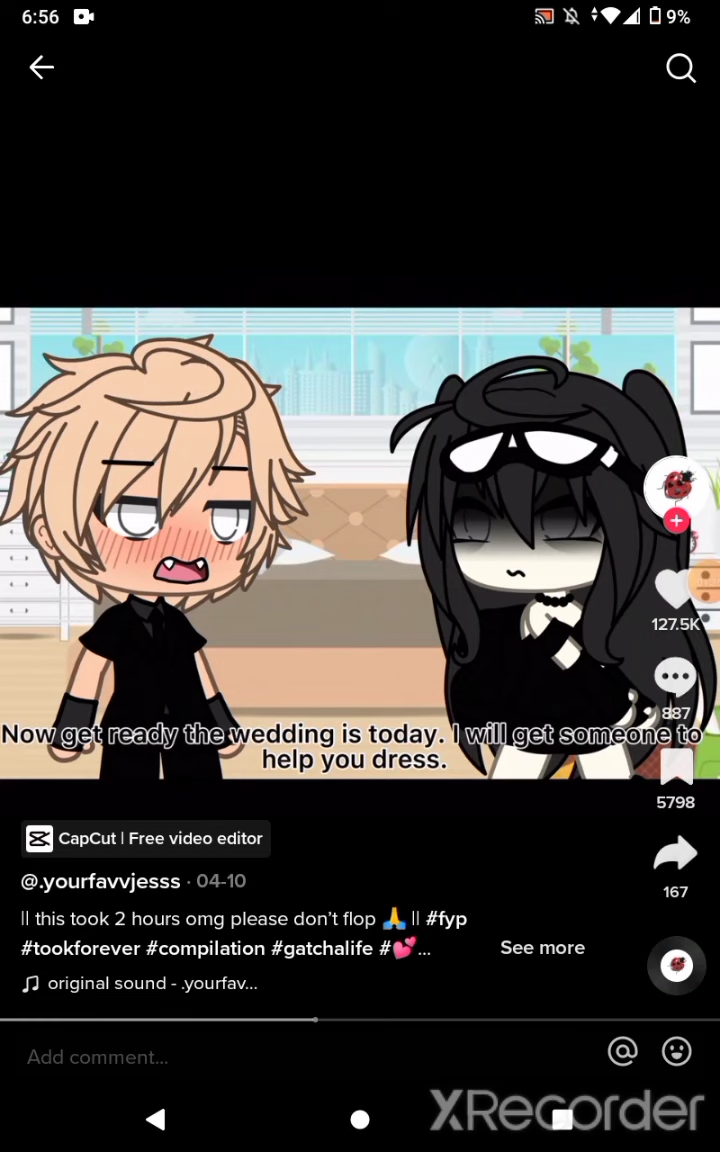 6:56
9%
Now get ready the wedding is today. I will get someone to
help you dress.
127.5K
887
5798
167
CapCut | Free video editor
@.yourfavvjesss · 04-10
|| this took 2 hours omg please don't flop 🙏 || #fyp
#tookforever #compilation #gatchalife #💕...
See more
original sound - .yourfav...
Add comment...
XRecorder